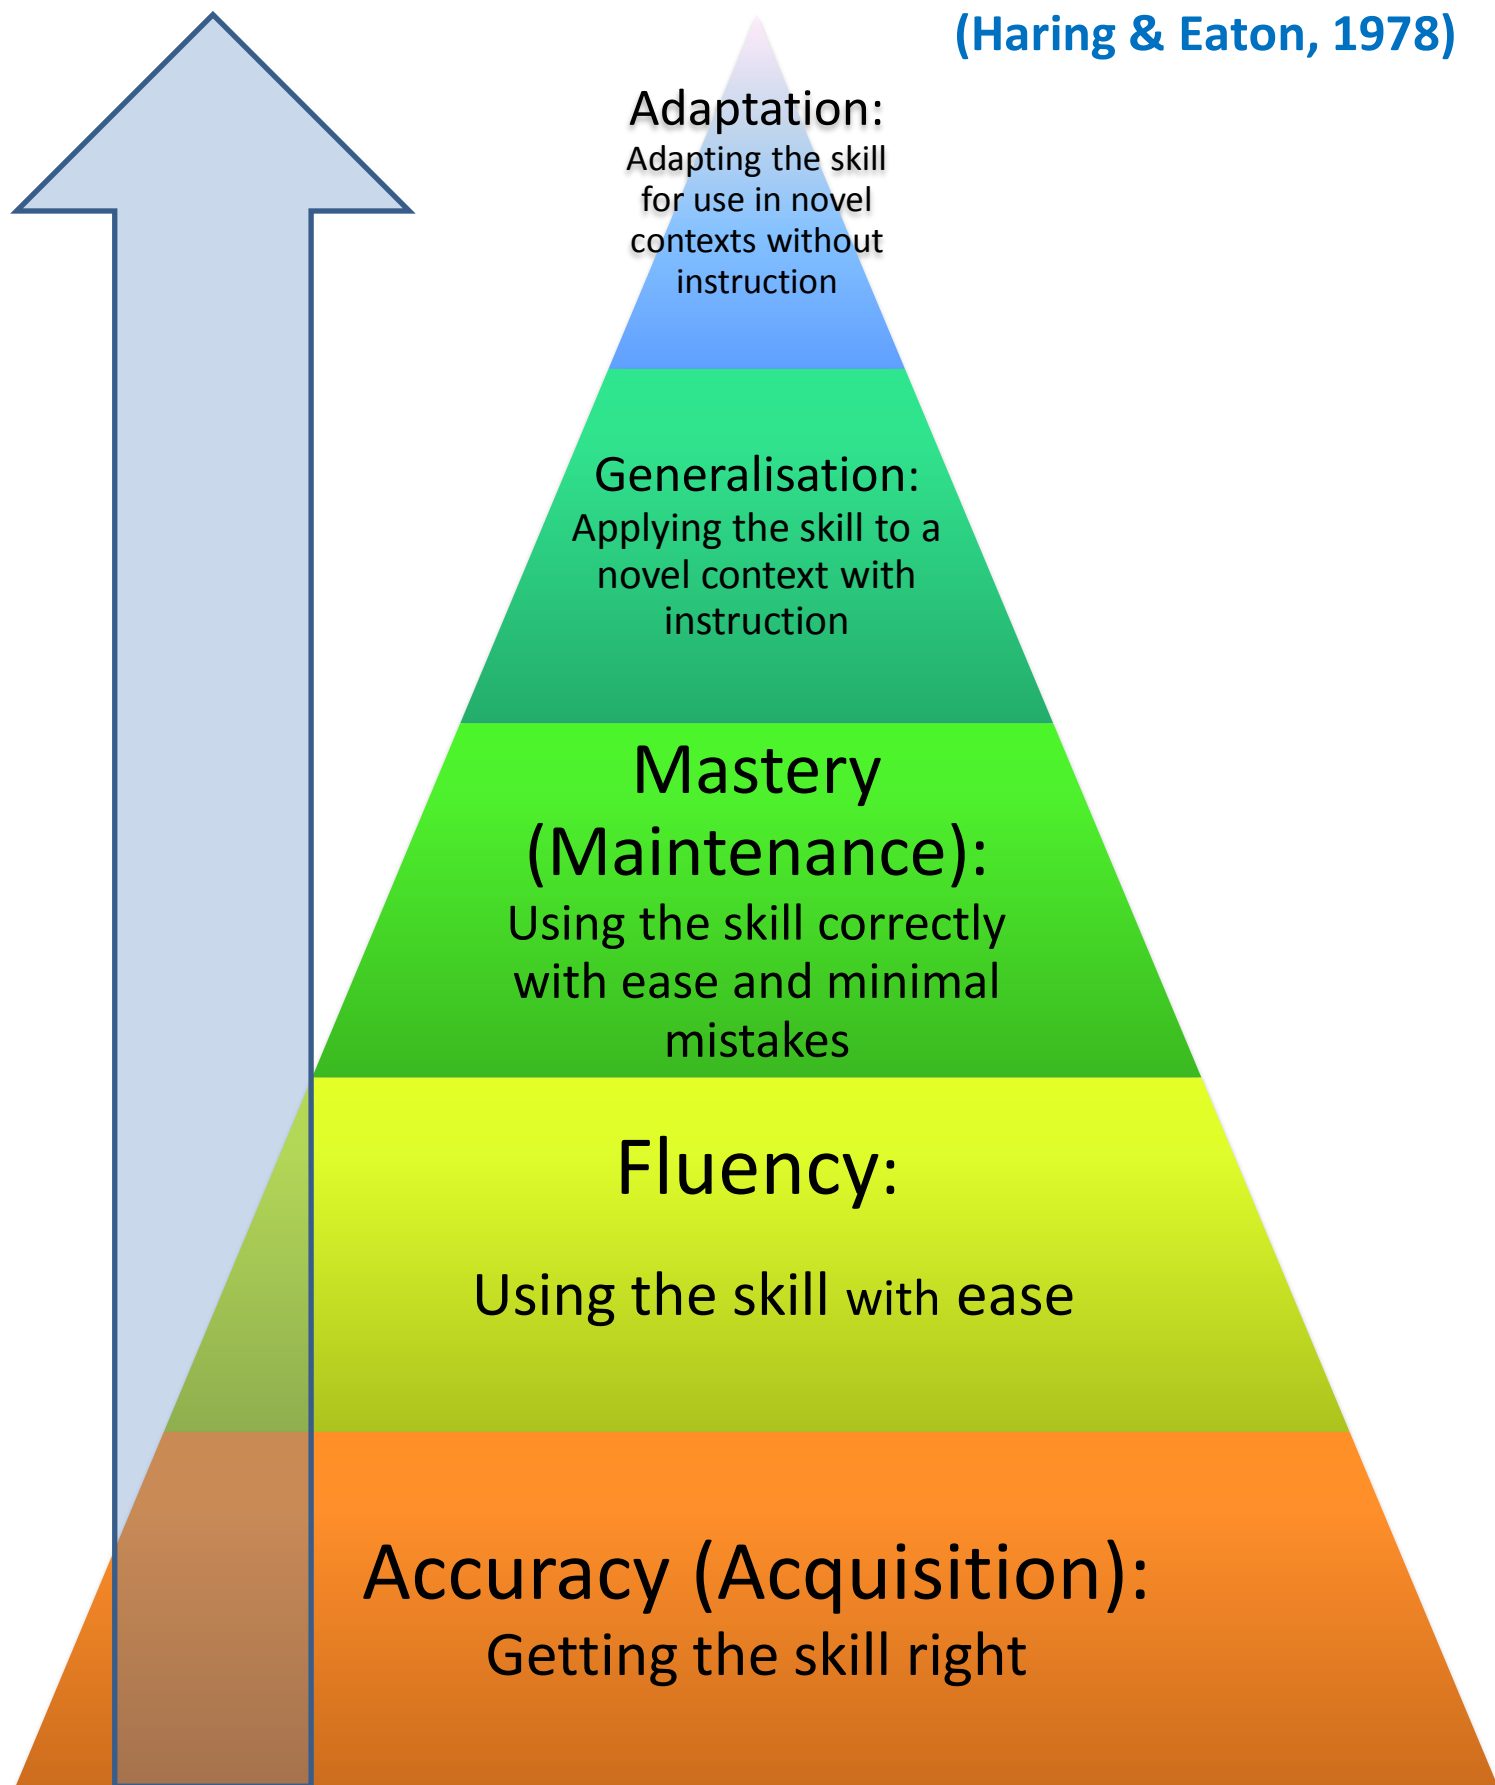 (Haring & Eaton, 1978)
Adaptation:
Adapting the skill
for use in novel
contexts without
instruction
Generalisation:
Applying the skill to a
novel context with
instruction
Mastery
(Maintenance):
Using the skill correctly
with ease and minimal
mistakes
Fluency:
Using the skill with ease
Accuracy (Acquisition):
Getting the skill right